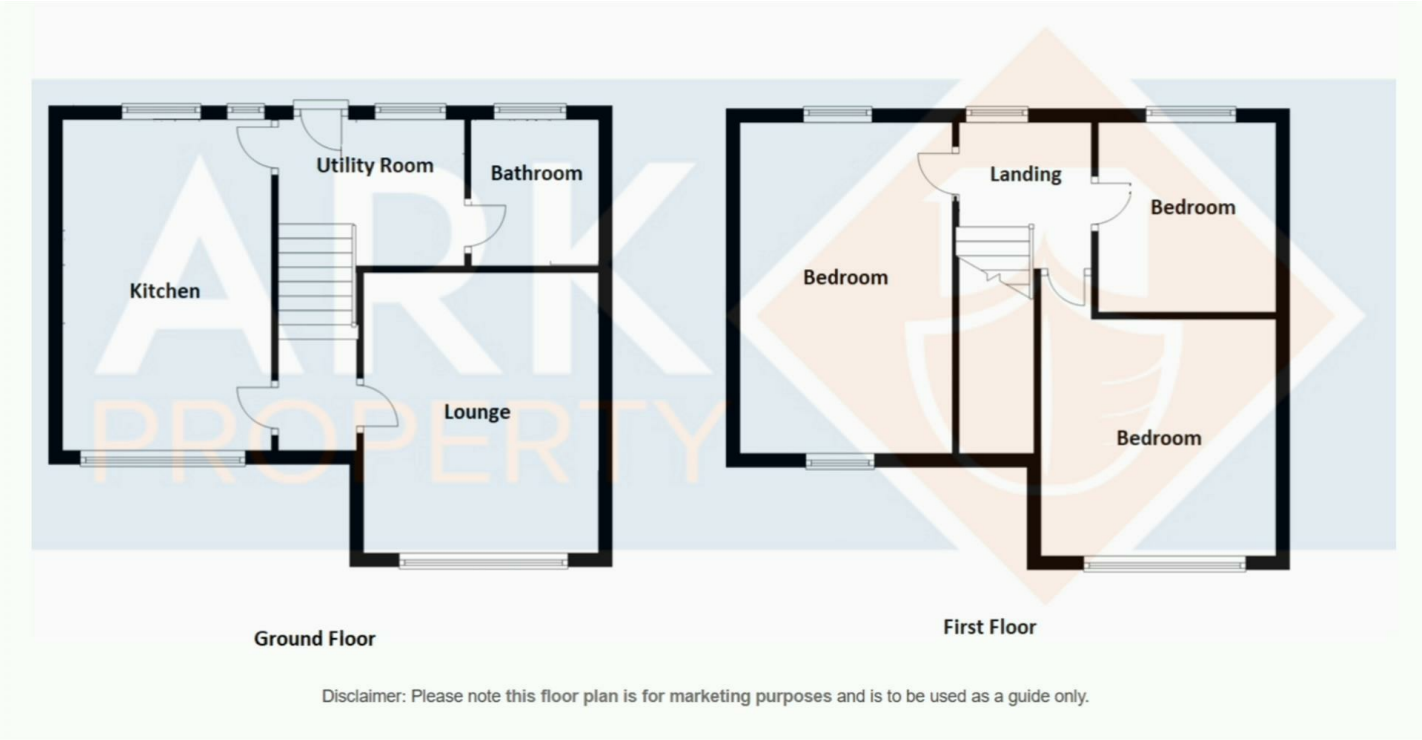 Utility Room
Bathroom
Kitchen
Lounge
Ground Floor
Landing
Bedroom
Bedroom
Bedroom
First Floor
ARK
PROPERTY
Disclaimer: Please note this floor plan is for marketing purposes and is to be used as a guide only.